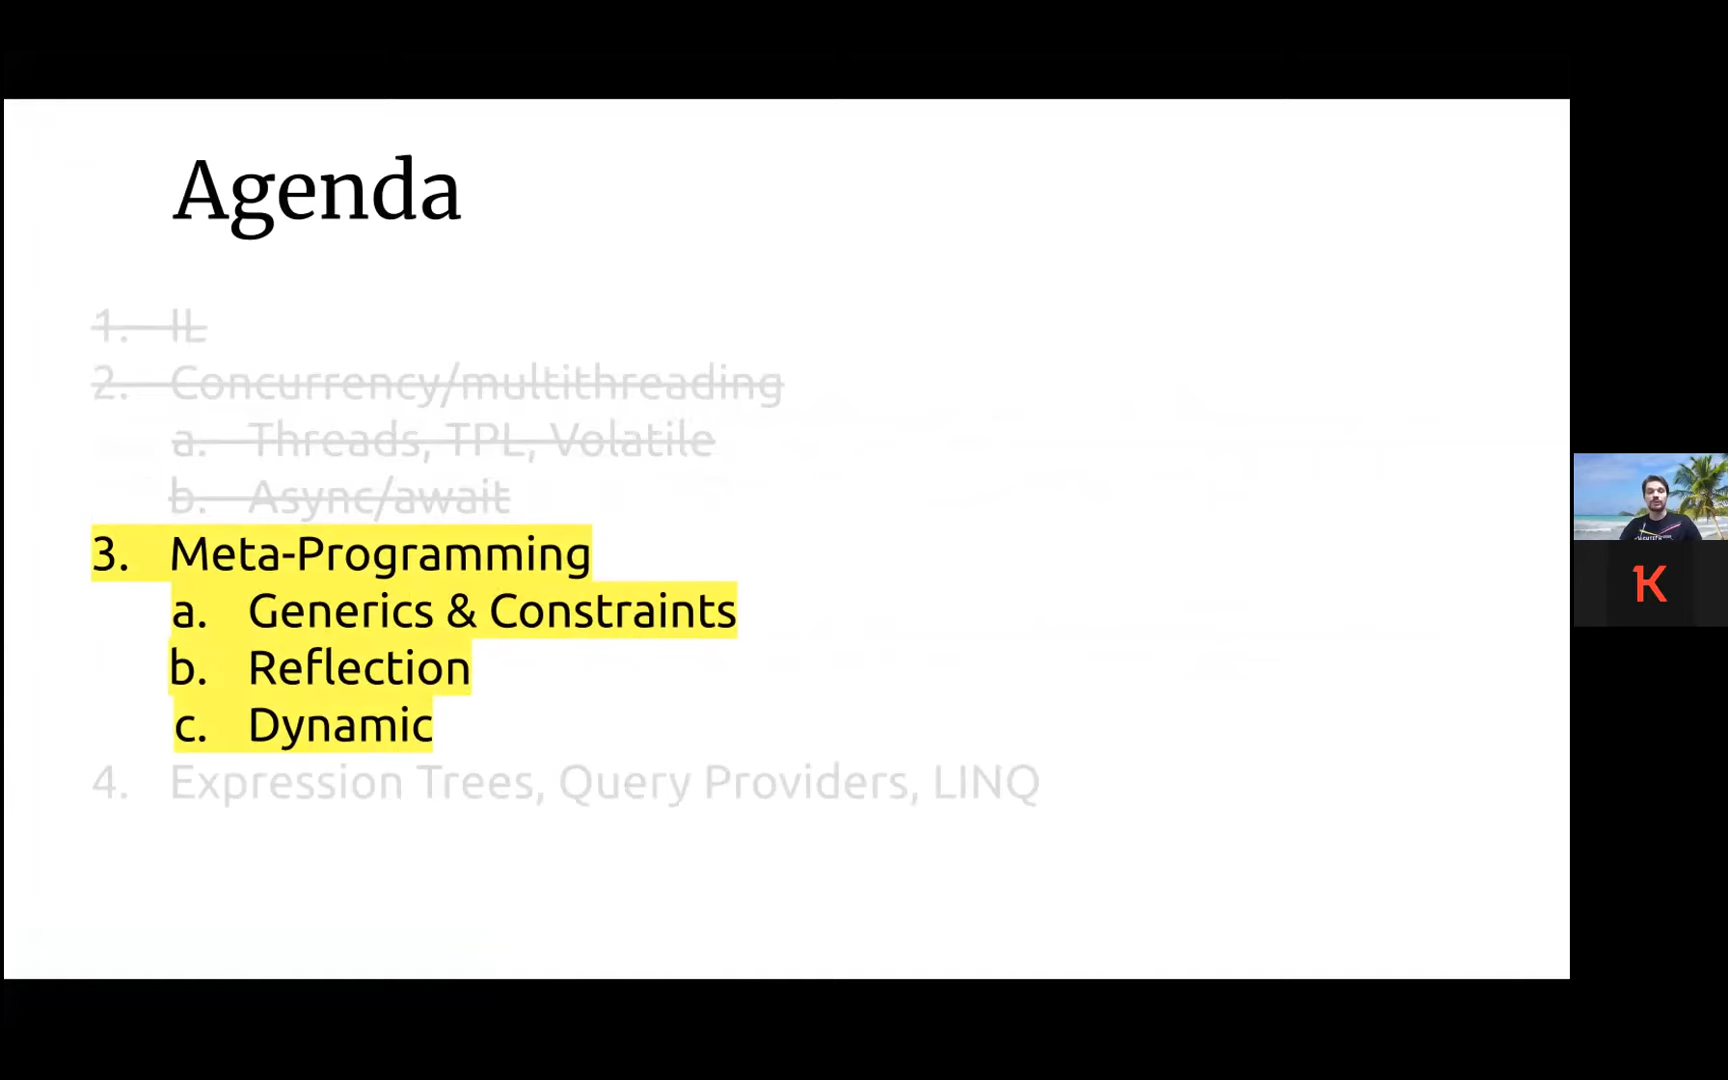 Agenda
1. IL
2. Concurrency/multithreading
a. Threads, TPL, Volatile
b. Async/await
3. Meta-Programming
a. Generics & Constraints
b. Reflection
c. Dynamic
4. Expression Trees, Query Providers, LINQ
K